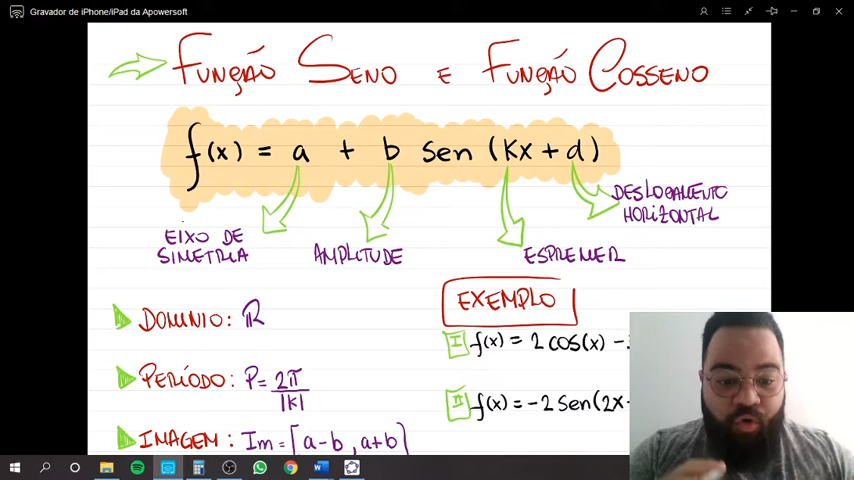 Gravador de iPhone/iPad da Apowersoft
FUNÇÃO SENO E FUNÇÃO COSSENO
f(x) = a + b sen (Kx + d)
DESLOCAMENTO
HORIZONTAL
EIXO DE
SIMETRIA
AMPLITUDE
ESPREMER
DOMÍNIO: ℝ
PERÍODO: P = 2π/|K|
IMAGEM: Im = [a-b, a+b]
EXEMPLO
I f(x) = 2 cos(x) -
II f(x) = -2 Sen(2x